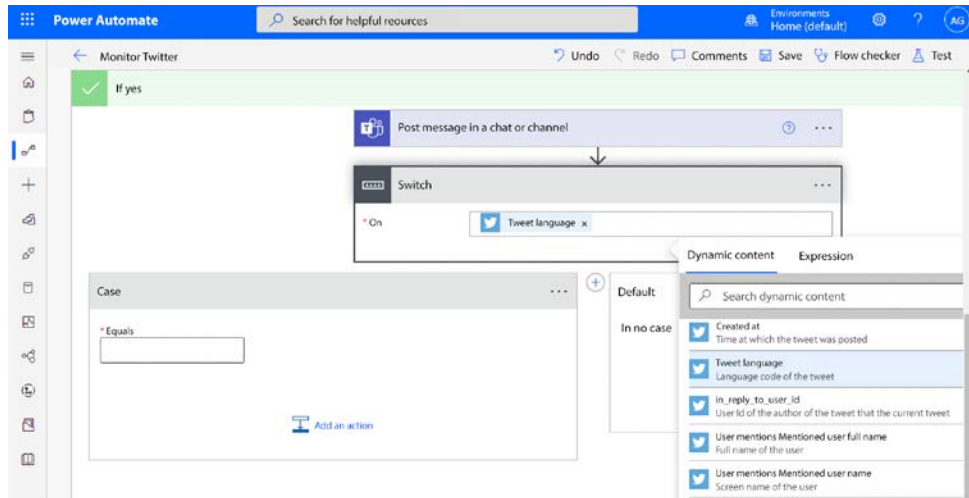 Power Automate
Search for helpful reources
Environments
Home (default)
?
AG
Monitor Twitter
Undo
Redo
Comments
Save
Flow checker
Test
If yes
Post message in a chat or channel
?
...
Switch
...
* On
Tweet language x
Dynamic content
Expression
Search dynamic content
Created at
Time at which the tweet was posted
Tweet language
Language code of the tweet
in_reply_to_user_id
User Id of the author of the tweet that the current tweet
User mentions Mentioned user full name
Full name of the user
User mentions Mentioned user name
Screen name of the user
Case
...
* Equals
Add an action
Default
In no case